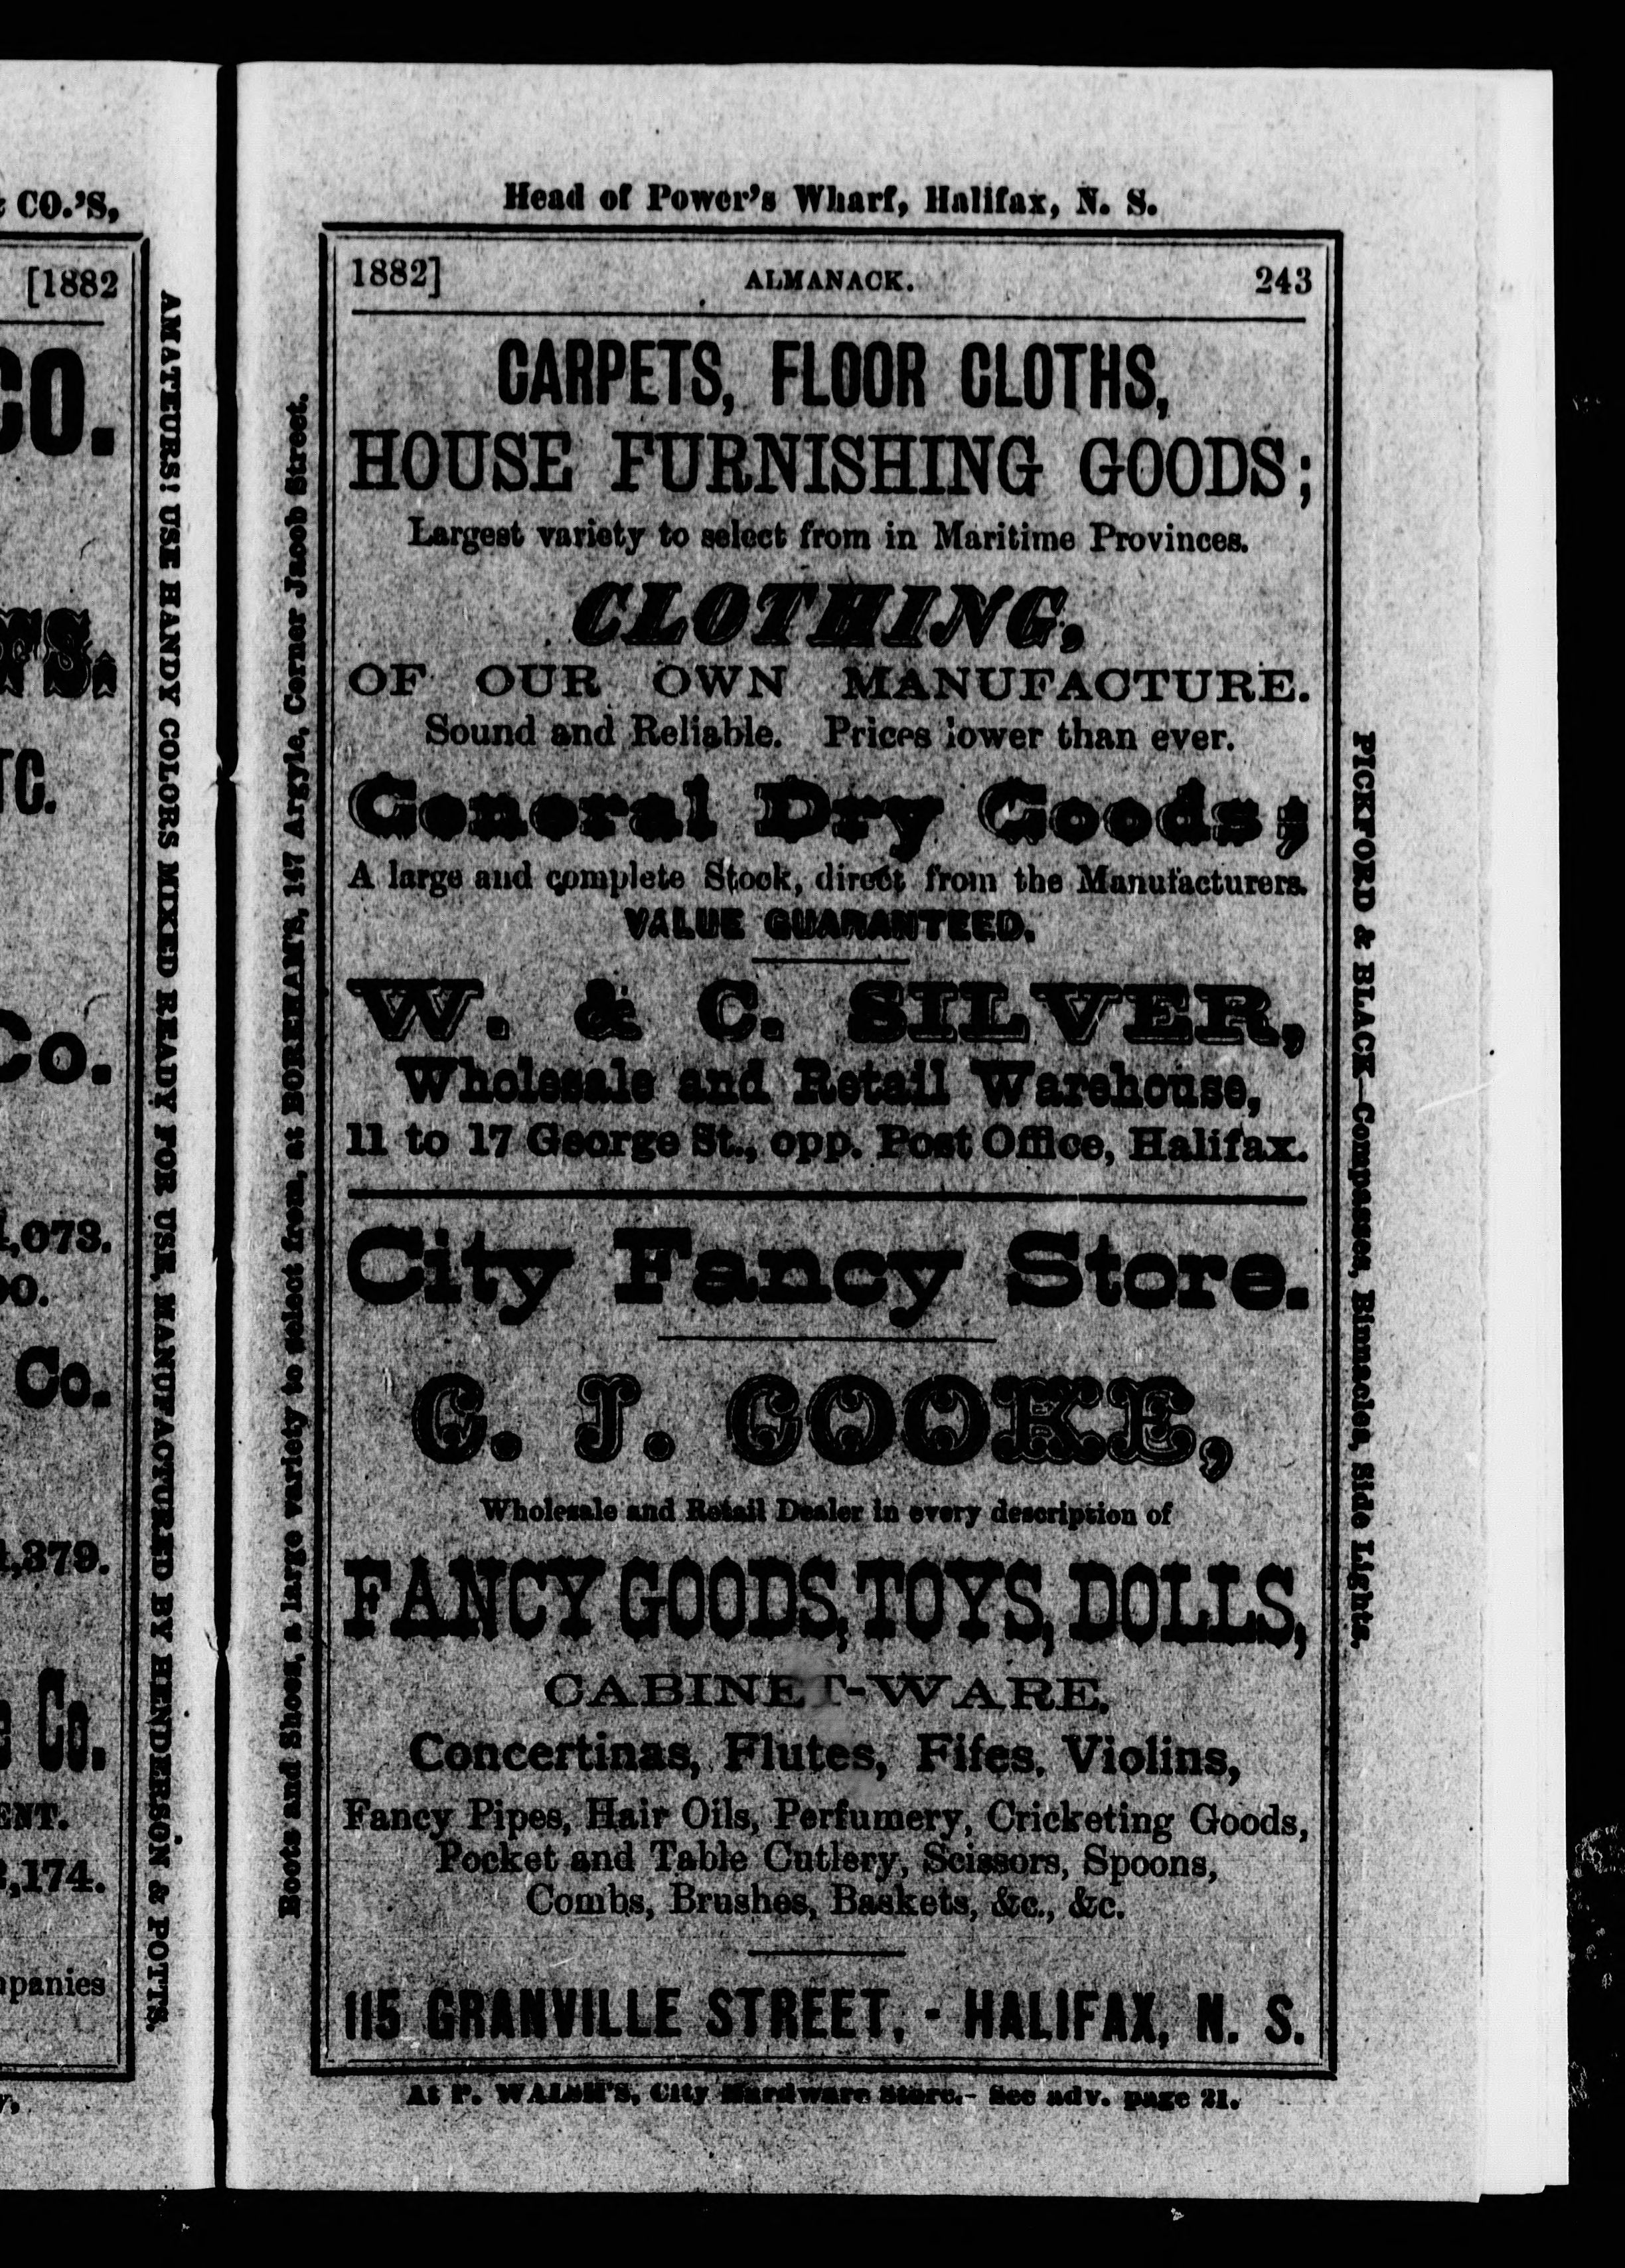 CO.'S,
[1882
CO.
TC.
Co.
,073.
Co.
,379.
Co.
ENT.
,174.
panies
AMATEURS! USE HANDY COLORS MIXED READY FOR USE, MANUFACTURED BY HENDERSON & POTTS.
Boots and Shoes, a large variety to select from, at BOREHAM'S, 147 Argyle, Corner Jacob Street.
Head of Power's Wharf, Halifax, N. S.
1882] ALMANACK. 243
CARPETS, FLOOR CLOTHS,
HOUSE FURNISHING GOODS;
Largest variety to select from in Maritime Provinces.
CLOTHING,
OF OUR OWN MANUFACTURE.
Sound and Reliable. Prices lower than ever.
General Dry Goods;
A large and complete Stock, direct from the Manufacturers.
VALUE GUARANTEED.
W. & C. SILVER,
Wholesale and Retail Warehouse,
11 to 17 George St., opp. Post Office, Halifax.
City Fancy Store.
C. J. COOKE,
Wholesale and Retail Dealer in every description of
FANCY GOODS, TOYS, DOLLS,
CABINET-WARE,
Concertinas, Flutes, Fifes, Violins,
Fancy Pipes, Hair Oils, Perfumery, Cricketing Goods,
Pocket and Table Cutlery, Scissors, Spoons,
Combs, Brushes, Baskets, &c., &c.
115 GRANVILLE STREET, - HALIFAX, N. S.
At P. WALSH'S, City Hardware Store.- See adv. page 21.
PICKFORD & BLACK—Compasses, Binnacles, Side Lights.